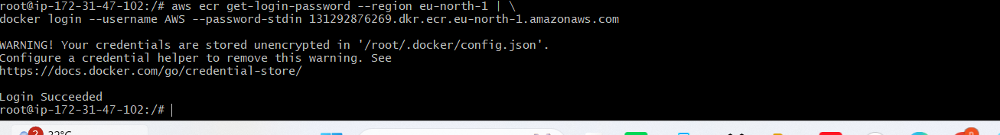 root@ip-172-31-47-102:/# aws ecr get-login-password --region eu-north-1 | \
docker login --username AWS --password-stdin 131292876269.dkr.ecr.eu-north-1.amazonaws.com
WARNING! Your credentials are stored unencrypted in '/root/.docker/config.json'.
Configure a credential helper to remove this warning. See
https://docs.docker.com/go/credential-store/
Login Succeeded
root@ip-172-31-47-102:/#
2